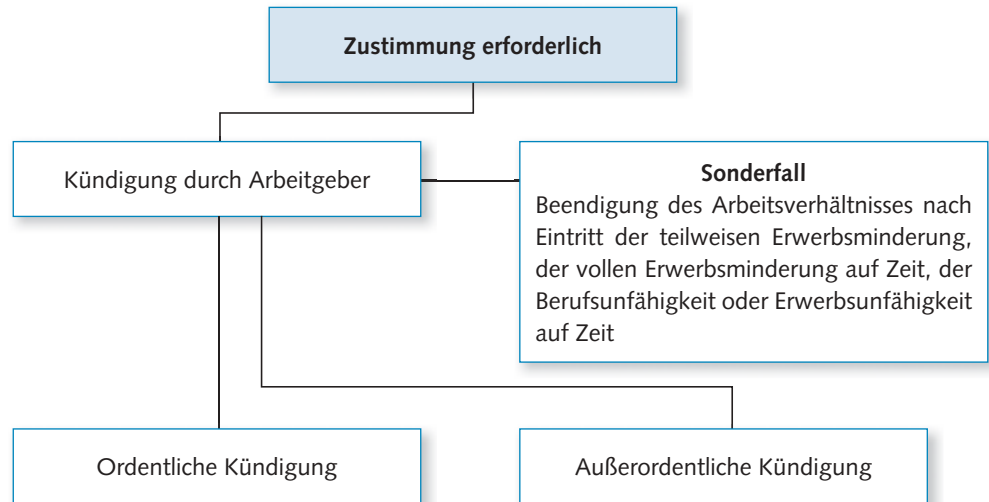 Zustimmung erforderlich
Kündigung durch Arbeitgeber
Sonderfall
Beendigung des Arbeitsverhältnisses nach
Eintritt der teilweisen Erwerbsminderung,
der vollen Erwerbsminderung auf Zeit, der
Berufsunfähigkeit oder Erwerbsunfähigkeit
auf Zeit
Ordentliche Kündigung
Außerordentliche Kündigung